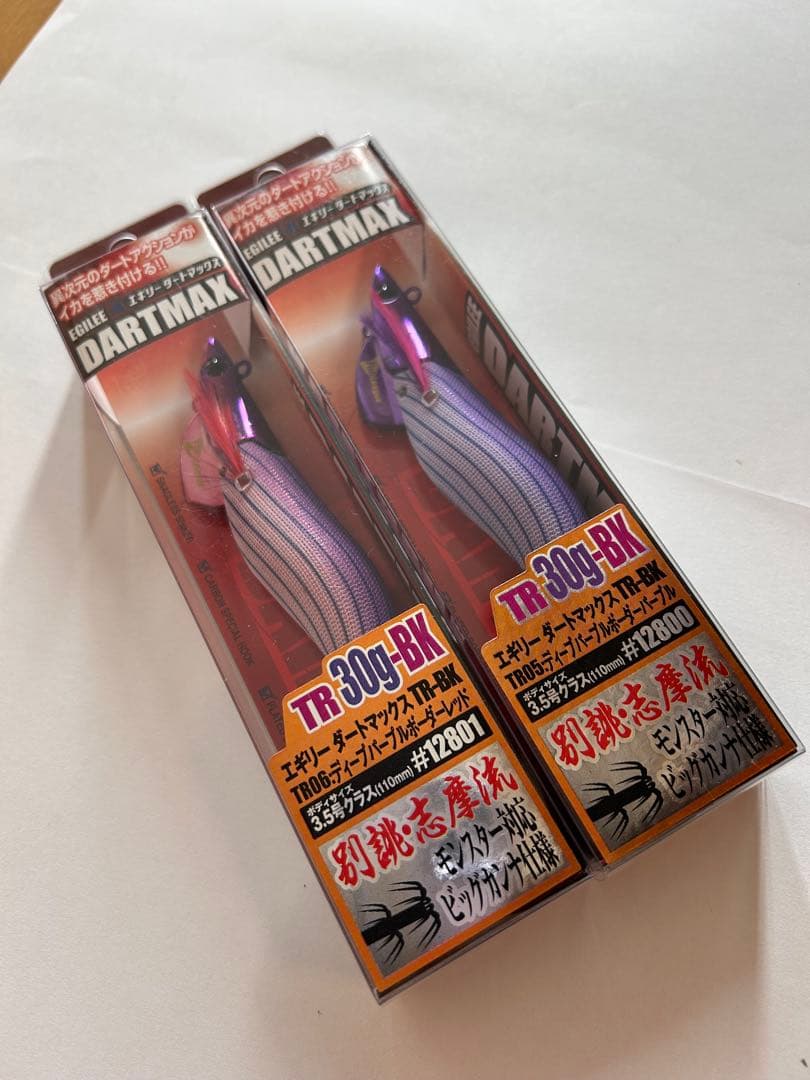 異次元のダートアクションが
イカを惹き付ける!!
EGILEE エギリー ダートマックス
DARTMAX
TR30g-BK
エギリー ダートマックス TR-BK
TR06:ディープパープルボーダーレッド
ボディサイズ
3.5号クラス(110mm) #12801
別誂・志摩流
モンスター対応
ビッグカンナ仕様
CARBON SPECIAL HOOK
異次元のダートアクションが
イカを惹き付ける!!
EGILEE エギリー ダートマックス
DARTMAX
TR30g-BK
エギリー ダートマックス TR-BK
TR05:ディープパープルボーダーパープル
ボディサイズ
3.5号クラス(110mm) #12800
別誂・志摩流
モンスター対応
ビッグカンナ仕様